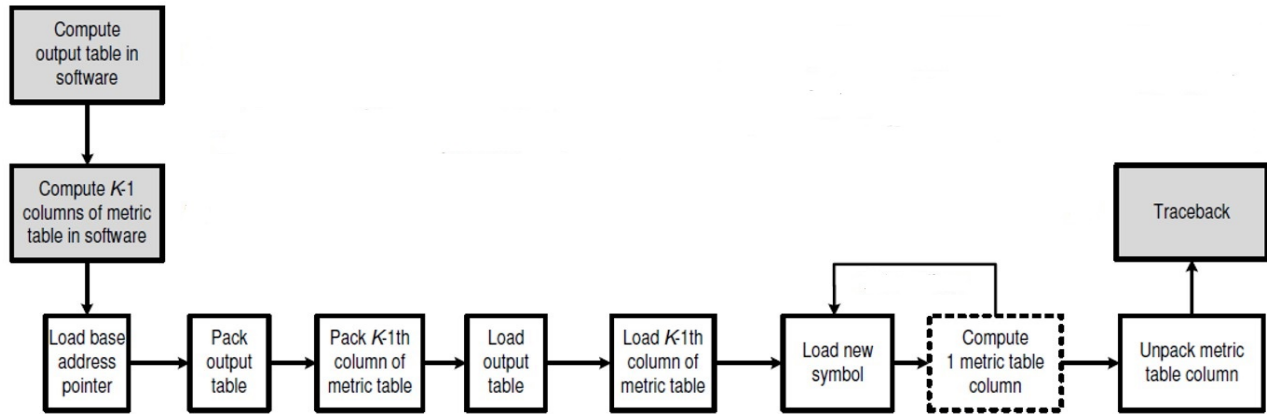 Compute
output table in
software
Compute K-1
columns of metric
table in software
Traceback
Load base
address
pointer
Pack
output
table
Pack K-1th
column of
metric table
Load
output
table
Load K-1th
column of
metric table
Load new
symbol
Compute
1 metric table
column
Unpack metric
table column